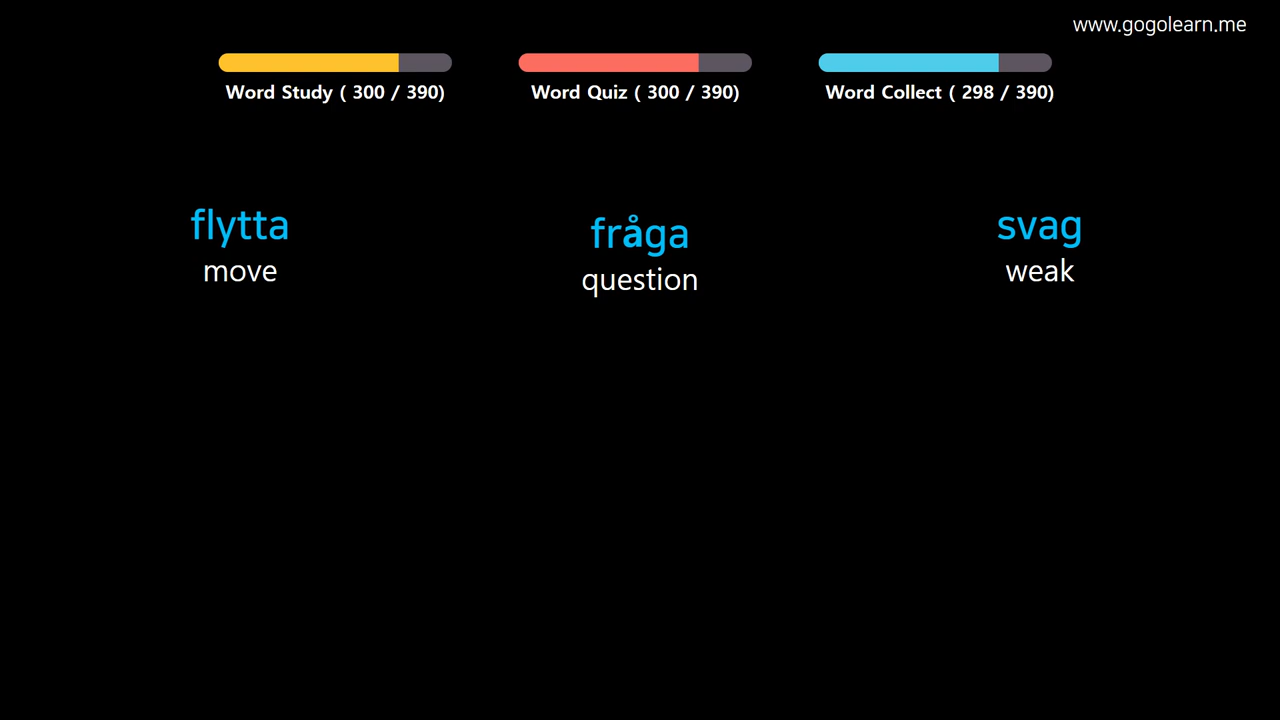 www.gogolearn.me
Word Study ( 300 / 390)
Word Quiz ( 300 / 390)
Word Collect ( 298 / 390)
flytta
move
fråga
question
svag
weak